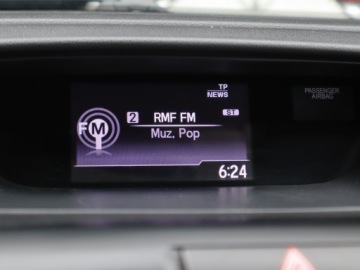 TP
NEWS
PASSENGER
AIRBAG
ST
2 RMF FM
FM
Muz. Pop
6:24